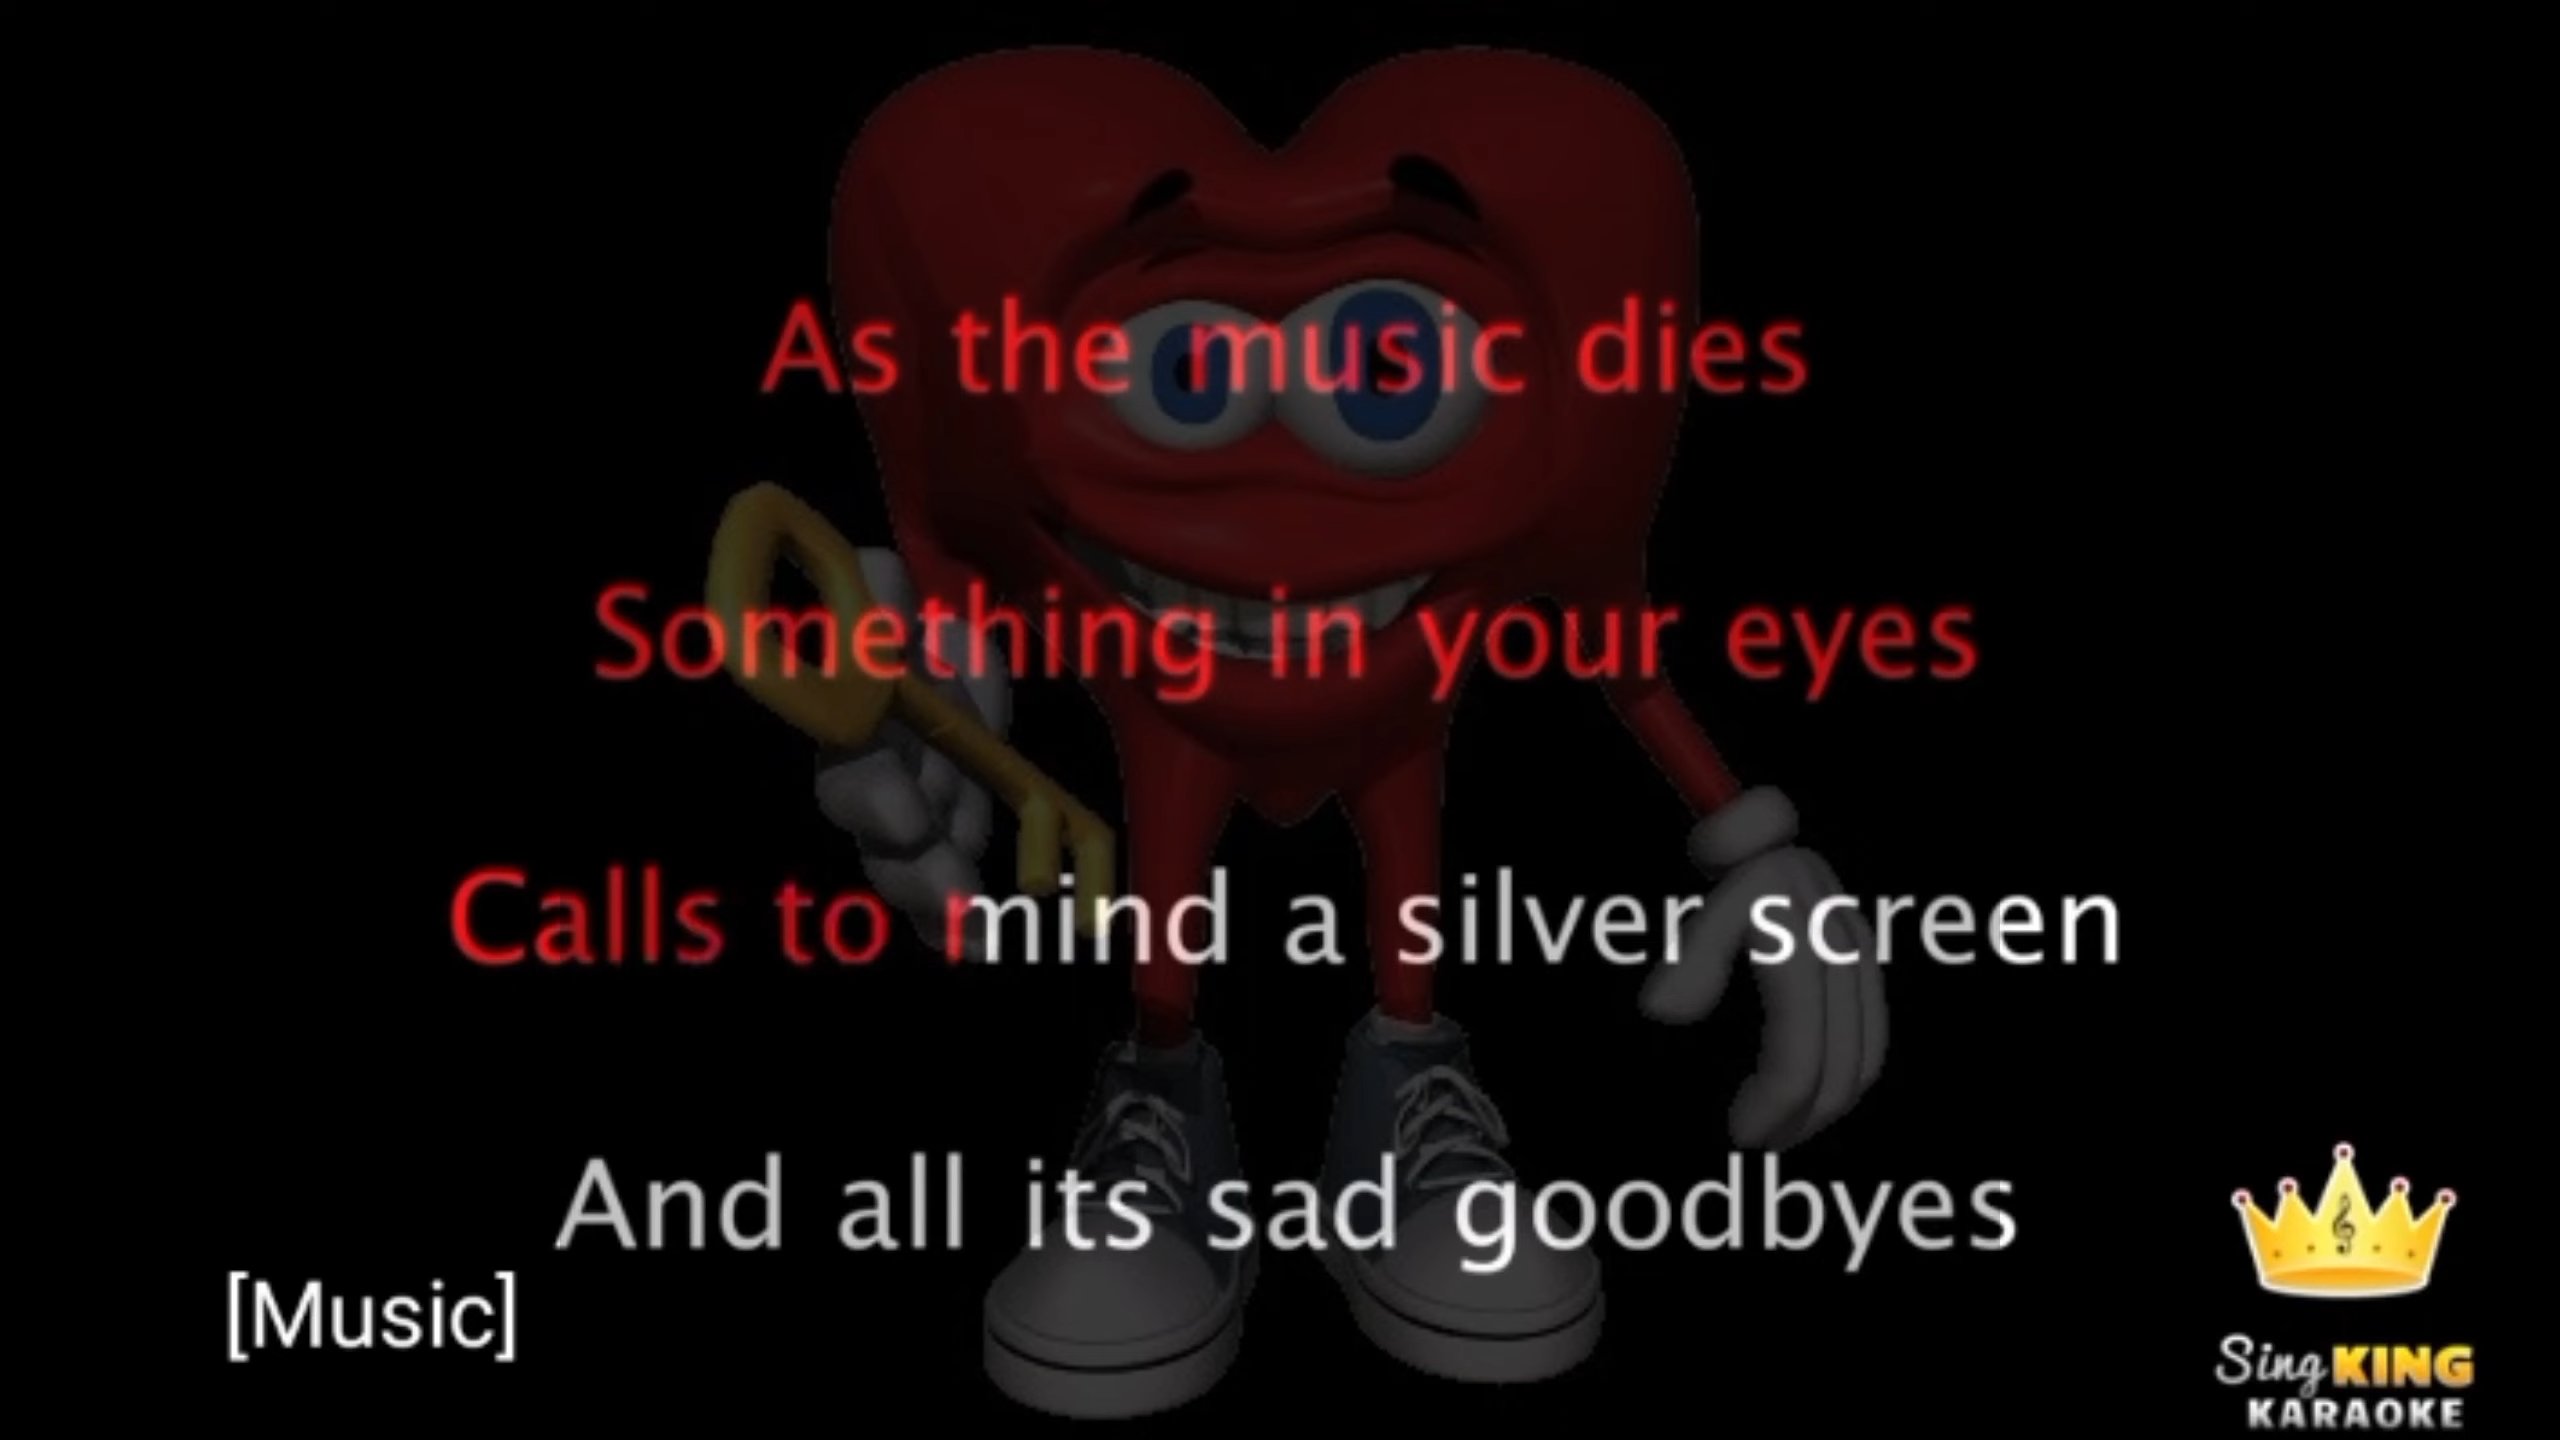 As the music dies
Something in your eyes
Calls to mind a silver screen
And all its sad goodbyes
[Music]
Sing KING
KARAOKE